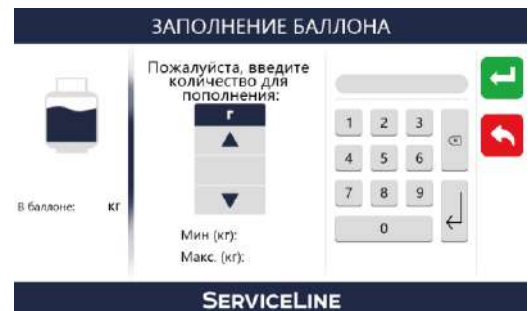 ЗАПОЛНЕНИЕ БАЛЛОНА
Пожалуйста, введите
количество для
пополнения:
г
В баллоне: кг
Мин (кг):
Макс. (кг):
1 2 3
4 5 6
7 8 9
0
SERVICELINE